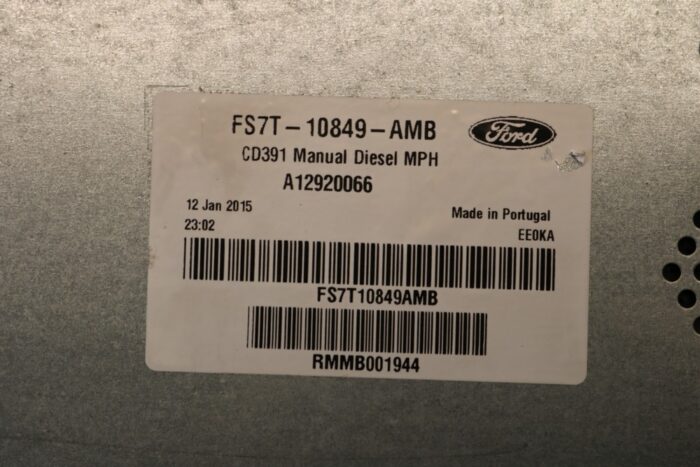 FS7T-10849-AMB
Ford
CD391 Manual Diesel MPH
A12920066
12 Jan 2015
Made in Portugal
23:02
EE0KA
FS7T10849AMB
RMMB001944